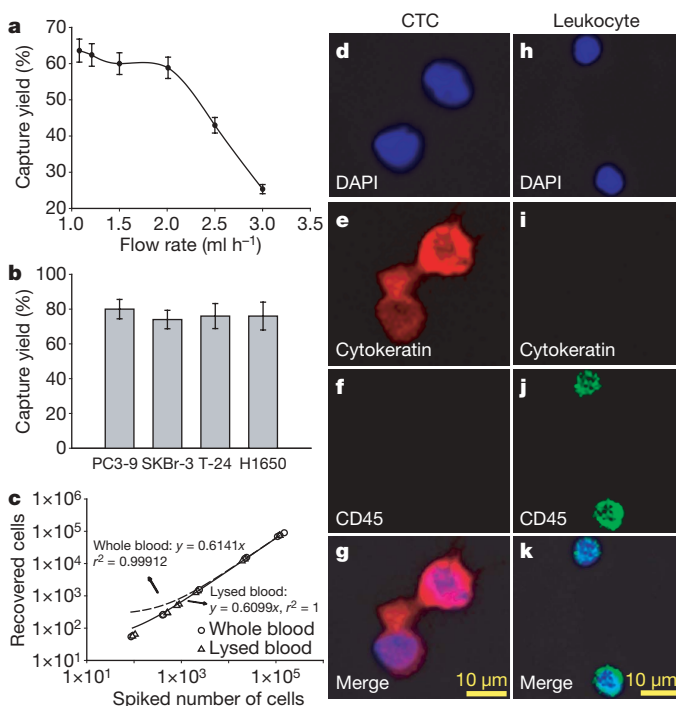 a
Capture yield (%)
70
60
50
40
30
20
1.0 1.5 2.0 2.5 3.0 3.5
Flow rate (ml h⁻¹)
b
Capture yield (%)
100
80
60
40
20
0
PC3-9 SKBr-3 T-24 H1650
c
Recovered cells
1×10⁶
1×10⁵
1×10⁴
1×10³
1×10²
1×10¹
Whole blood: y = 0.6141x
r² = 0.99912
Lysed blood:
y = 0.6099x, r² = 1
Whole blood
Lysed blood
1×10¹ 1×10³ 1×10⁵
Spiked number of cells
CTC
Leukocyte
d
DAPI
h
DAPI
e
Cytokeratin
i
Cytokeratin
f
CD45
j
CD45
g
Merge
10 µm
k
Merge
10 µm